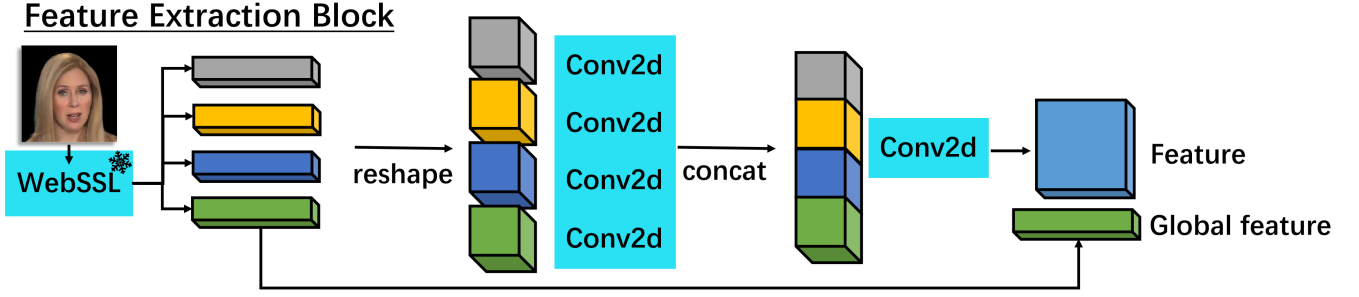 Feature Extraction Block
WebSSL
reshape
Conv2d
Conv2d
Conv2d
Conv2d
concat
Conv2d
Feature
Global feature